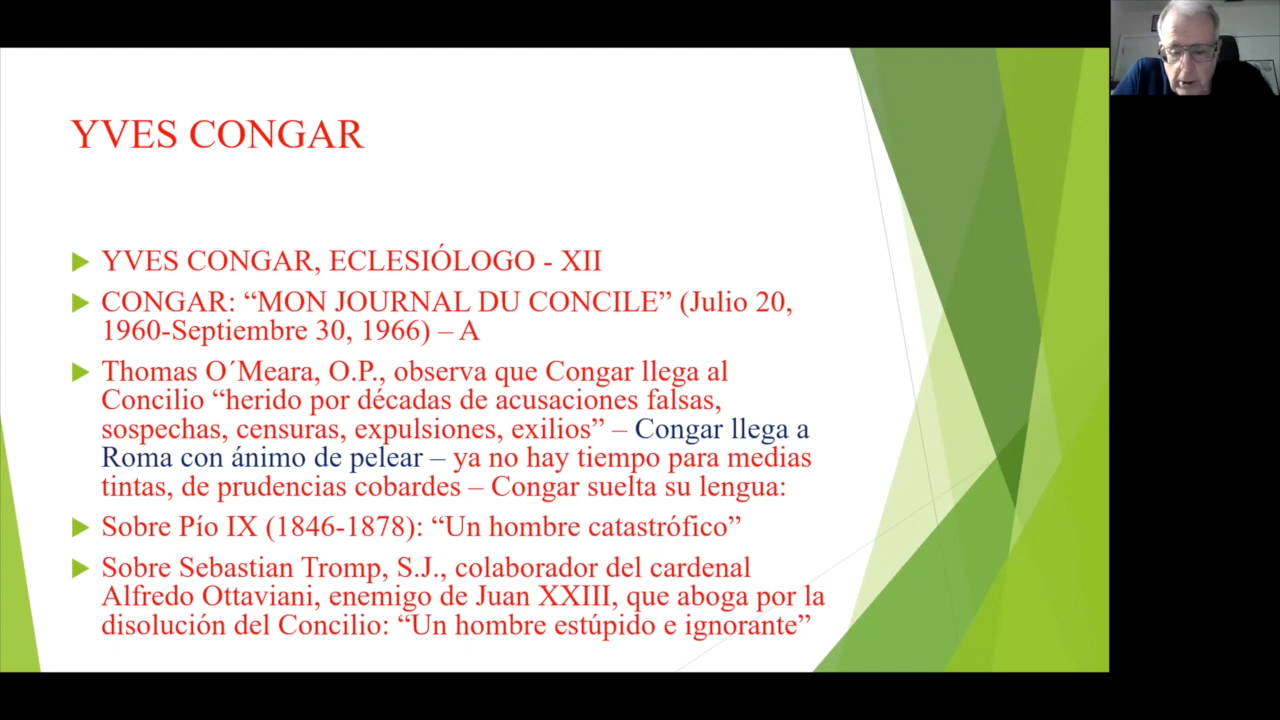 YVES CONGAR
YVES CONGAR, ECLESIÓLOGO - XII
CONGAR: “MON JOURNAL DU CONCILE” (Julio 20,
1960-Septiembre 30, 1966) – A
Thomas O´Meara, O.P., observa que Congar llega al
Concilio “herido por décadas de acusaciones falsas,
sospechas, censuras, expulsiones, exilios” – Congar llega a
Roma con ánimo de pelear – ya no hay tiempo para medias
tintas, de prudencias cobardes – Congar suelta su lengua:
Sobre Pío IX (1846-1878): “Un hombre catastrófico”
Sobre Sebastian Tromp, S.J., colaborador del cardenal
Alfredo Ottaviani, enemigo de Juan XXIII, que aboga por la
disolución del Concilio: “Un hombre estúpido e ignorante”